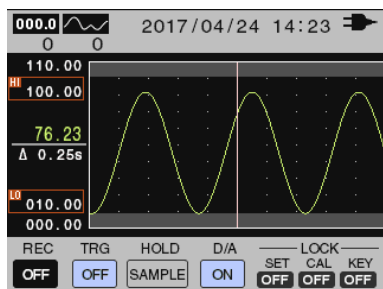 000.0
2017/04/24 14:23
0 0
110.00
HI
100.00
76.23
Δ 0.25s
LO
010.00
000.00
REC TRG HOLD D/A LOCK
SET CAL KEY
OFF OFF SAMPLE ON OFF OFF OFF